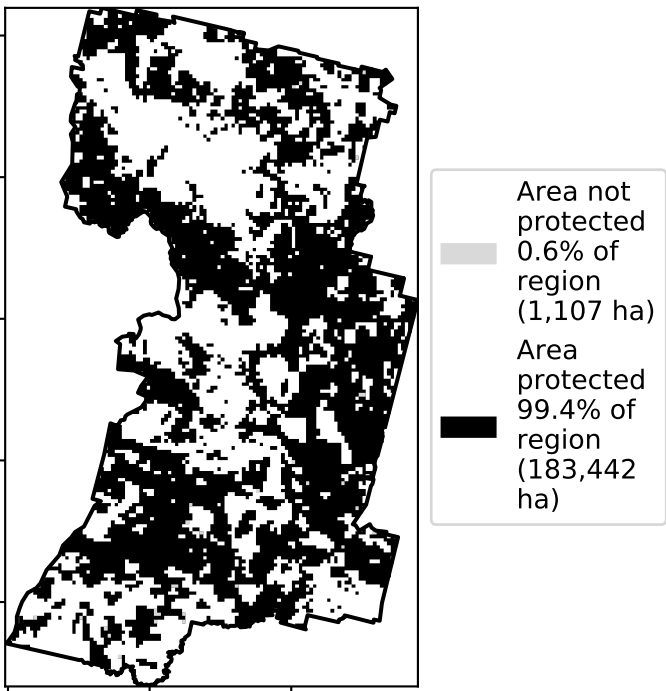 Area not
protected
0.6% of
region
(1,107 ha)
Area
protected
99.4% of
region
(183,442
ha)